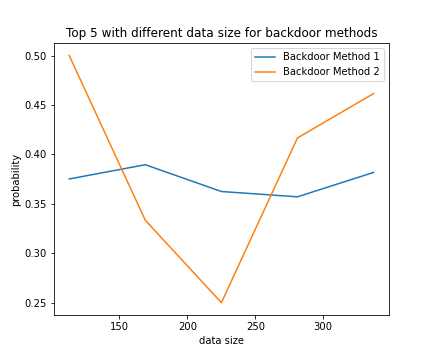 Top 5 with different data size for backdoor methods
Backdoor Method 1
Backdoor Method 2
probability
0.50
0.45
0.40
0.35
0.30
0.25
150
200
250
300
data size